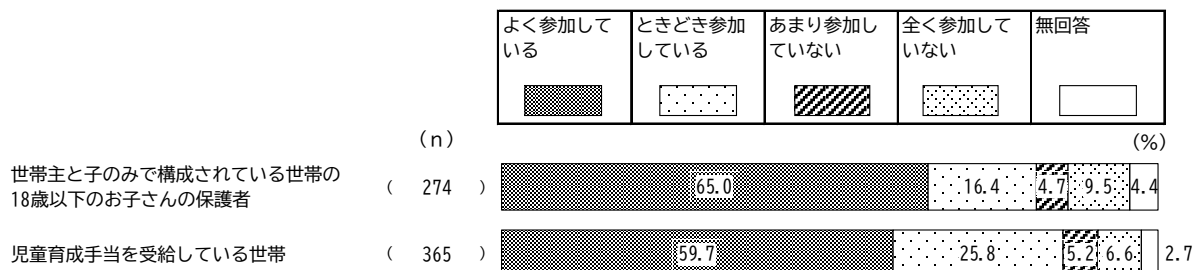 よく参加して
いる
ときどき参加
している
あまり参加し
ていない
全く参加して
いない
無回答
(n)
(%)
世帯主と子のみで構成されている世帯の
18歳以下のお子さんの保護者
( 274 )
65.0 16.4 4.7 9.5 4.4
児童育成手当を受給している世帯
( 365 )
59.7 25.8 5.2 6.6 2.7